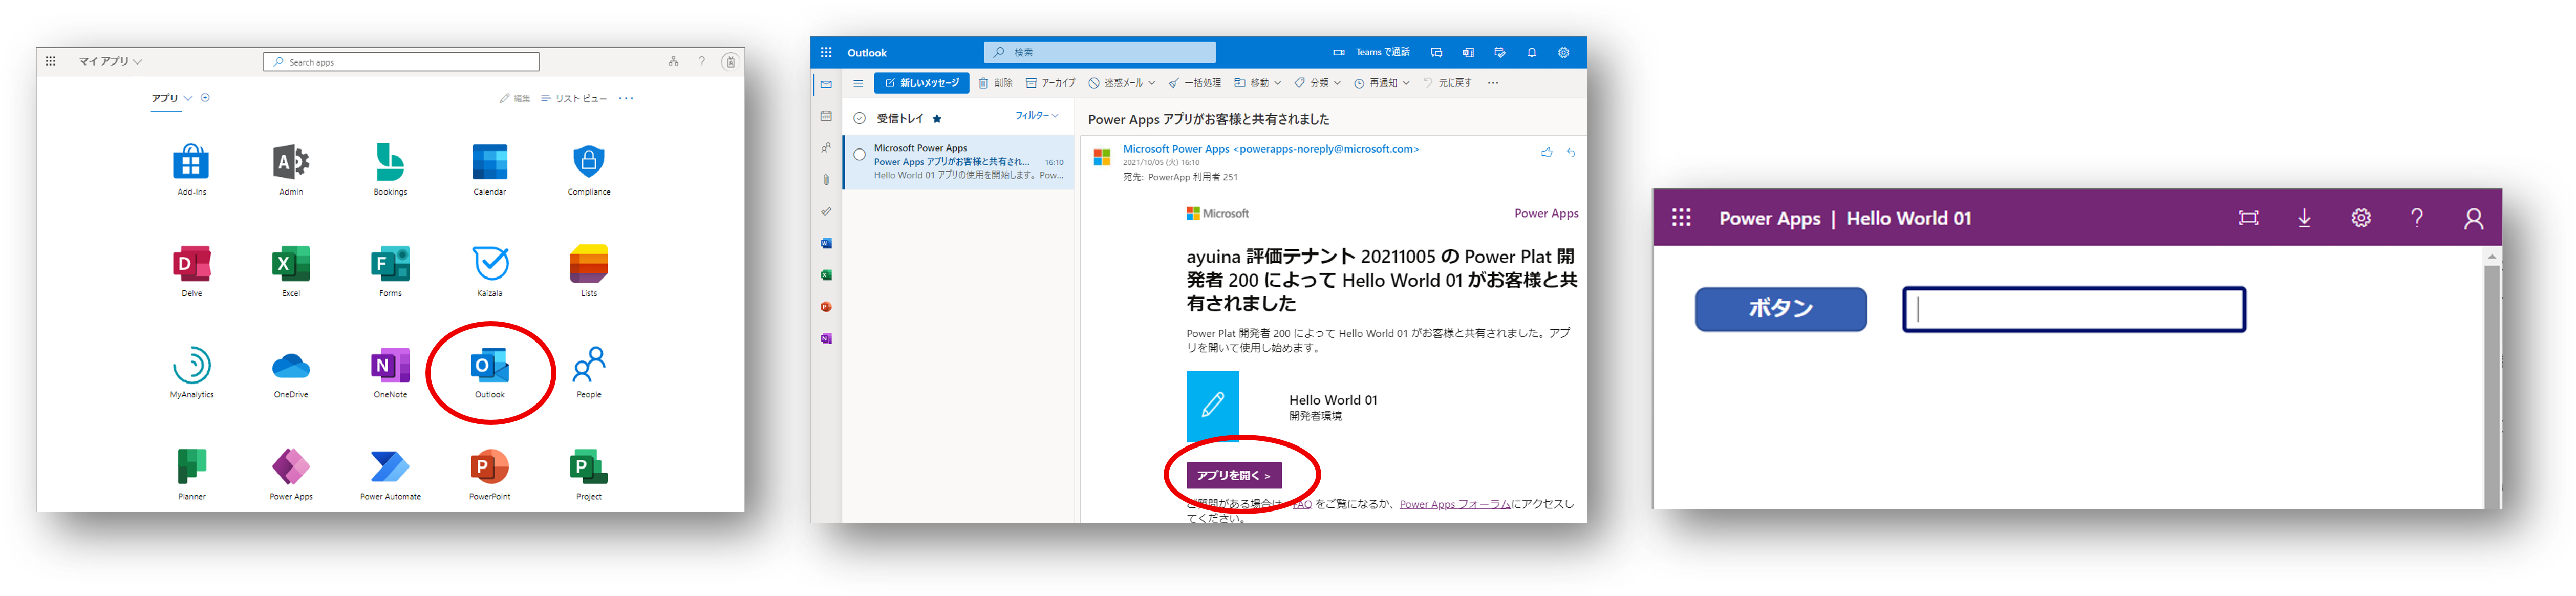 マイ アプリ
Search apps
アプリ
編集
リスト ビュー
Add-Ins
Admin
Bookings
Calendar
Compliance
Delve
Excel
Forms
Kaizala
Lists
MyAnalytics
OneDrive
OneNote
Outlook
People
Planner
Power Apps
Power Automate
PowerPoint
Project
Outlook
検索
Teams で通話
新しいメッセージ
削除
アーカイブ
迷惑メール
一括処理
移動
分類
再通知
元に戻す
受信トレイ
フィルター
Microsoft Power Apps
Power Apps アプリがお客様と共有され... 16:10
Hello World 01 アプリの使用を開始します。Pow...
Power Apps アプリがお客様と共有されました
Microsoft Power Apps <powerapps-noreply@microsoft.com>
2021/10/05 (火) 16:10
宛先: PowerApp 利用者 251
Microsoft
Power Apps
ayuina 評価テナント 20211005 の Power Plat 開
発者 200 によって Hello World 01 がお客様と共
有されました
Power Plat 開発者 200 によって Hello World 01 がお客様と共有されました。アプ
リを開いて使用し始めます。
Hello World 01
開発者環境
アプリを開く >
ご質問がある場合は、FAQ をご覧になるか、Power Apps フォーラムにアクセスし
てください。
Power Apps | Hello World 01
ボタン